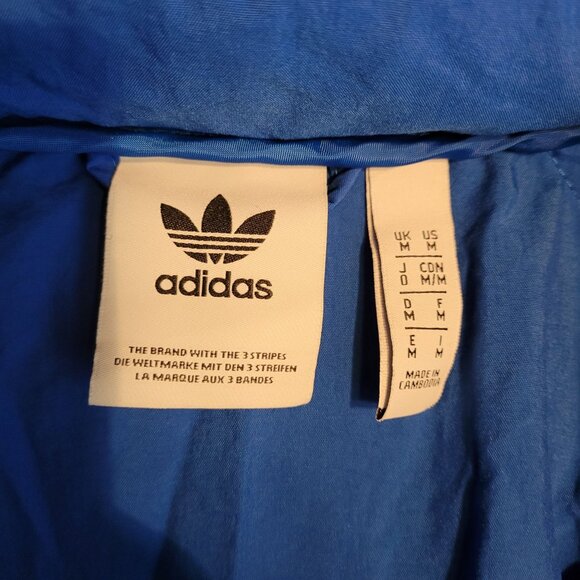 adidas
THE BRAND WITH THE 3 STRIPES
DIE WELTMARKE MIT DEN 3 STREIFEN
LA MARQUE AUX 3 BANDES
UK US
M M
J CON
O M/M
D F
M M
E I
M M
MADE IN
CAMBODIA